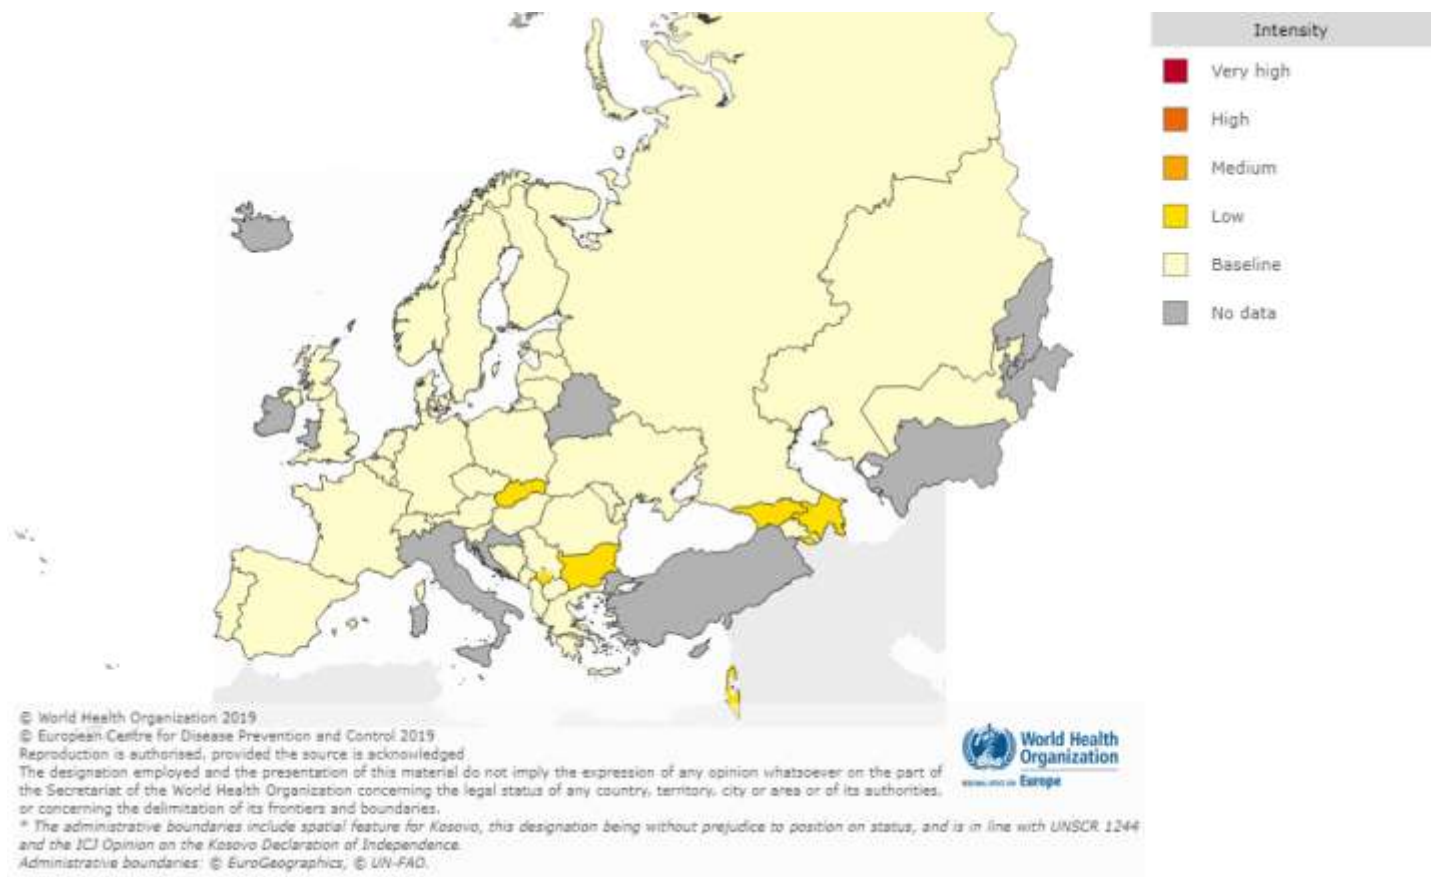 Intensity
Very high
High
Medium
Low
Baseline
No data
© World Health Organization 2019
© European Centre for Disease Prevention and Control 2019
Reproduction is authorised, provided the source is acknowledged
The designation employed and the presentation of this material do not imply the expression of any opinion whatsoever on the part of
the Secretariat of the World Health Organization concerning the legal status of any country, territory, city or area or of its authorities,
or concerning the delimitation of its frontiers and boundaries.
* The administrative boundaries include spatial feature for Kosovo, this designation being without prejudice to position on status, and is in line with UNSCR 1244
and the ICJ Opinion on the Kosovo Declaration of Independence.
Administrative boundaries: © EuroGeographics, © UN-FAO.
World Health
Organization
Europe